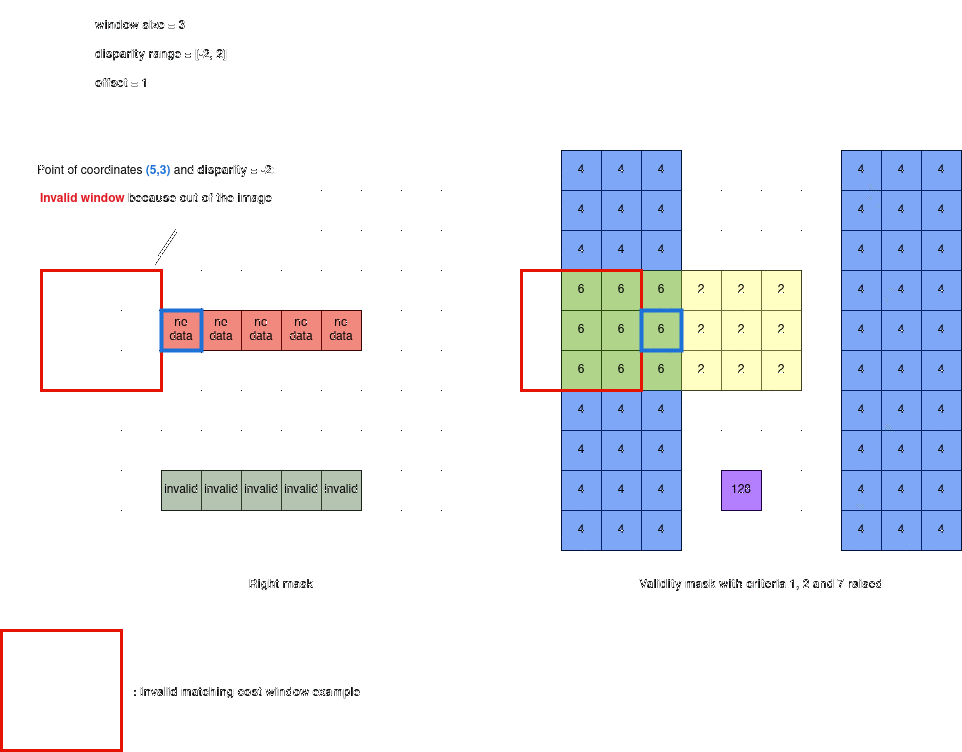 window size = 3
disparity range = [-2, 2]
offset = 1
Point of coordinates (5,3) and disparity = -2:
Invalid window because out of the image
4 4 4 4 4 4
4 4 4 4 4 4
4 4 4 4 4 4
6 6 6 2 2 2 4 4 4
no no no no no
data data data data data
6 6 6 2 2 2 4 4 4
6 6 6 2 2 2 4 4 4
4 4 4 4 4 4
4 4 4 4 4 4
invalid invalid invalid invalid invalid
4 4 4 128 4 4 4
4 4 4 4 4 4
Right mask
Validity mask with criteria 1, 2 and 7 raised
: Invalid matching cost window example